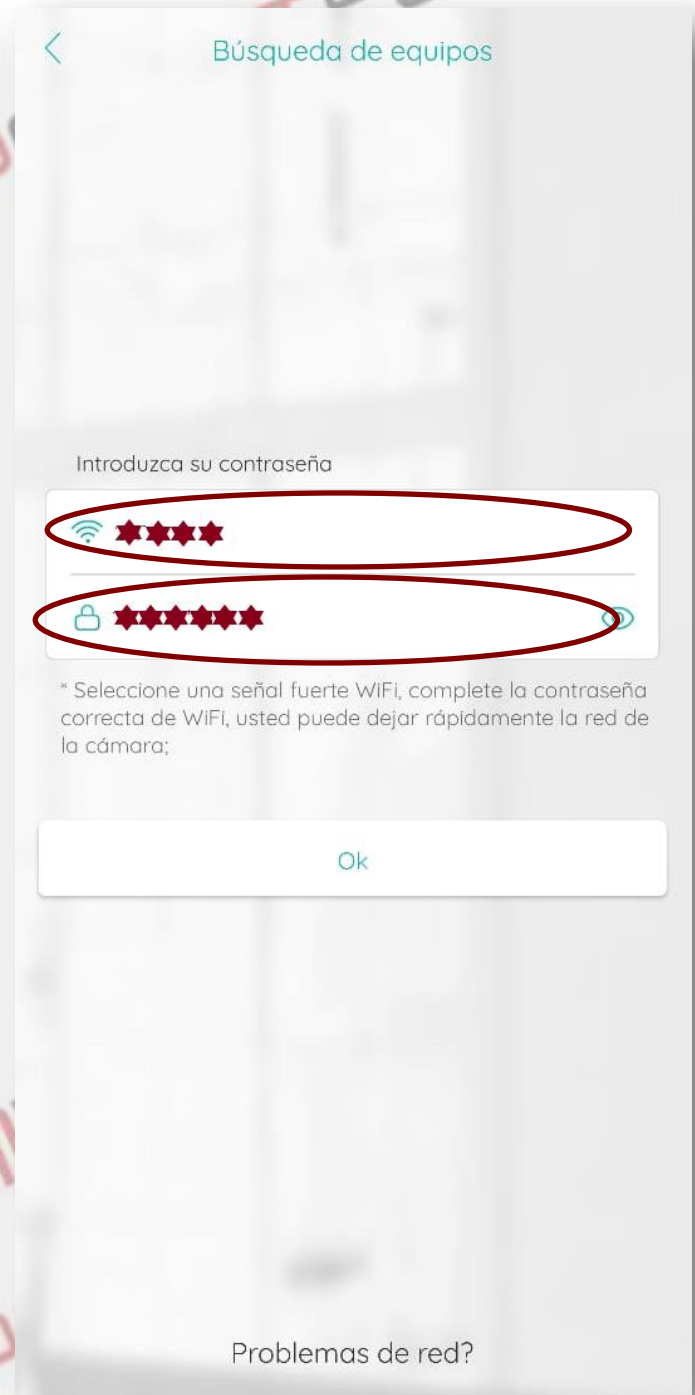 Búsqueda de equipos
Introduzca su contraseña
* Seleccione una señal fuerte WiFi, complete la contraseña
correcta de WiFi, usted puede dejar rápidamente la red de
la cámara;
Ok
Problemas de red?